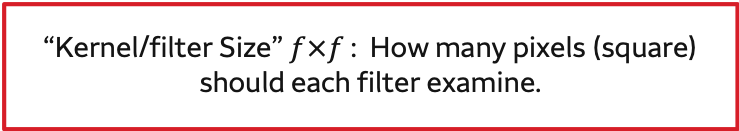 “Kernel/filter Size” 𝑓×𝑓 : How many pixels (square)
should each filter examine.